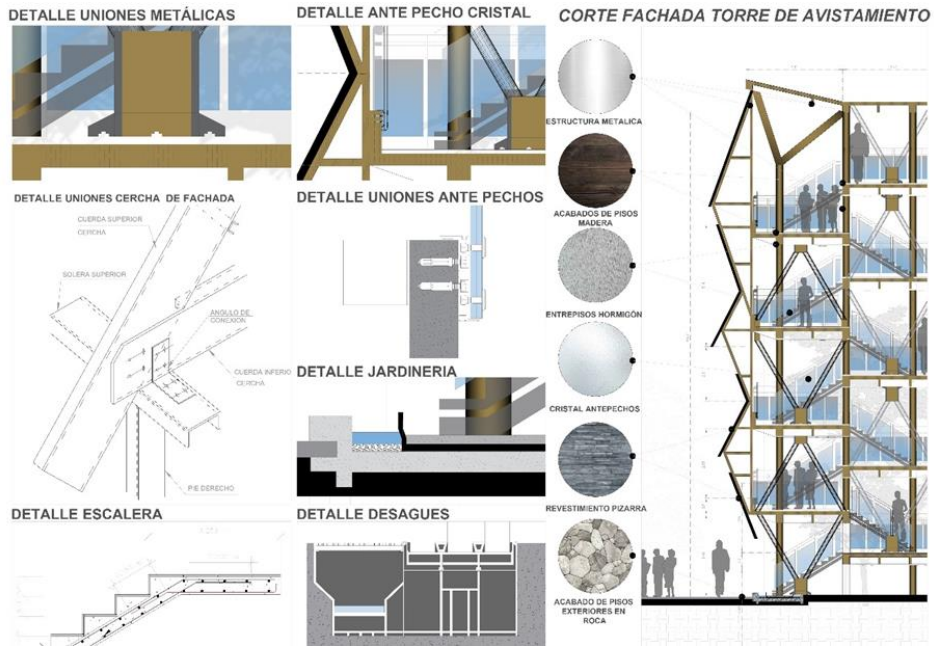 DETALLE UNIONES METÁLICAS
DETALLE ANTE PECHO CRISTAL
CORTE FACHADA TORRE DE AVISTAMIENTO
ESTRUCTURA METALICA
ACABADOS DE PISOS
MADERA
DETALLE UNIONES CERCHA DE FACHADA
CUERDA SUPERIOR
CERCHA
SOLERA SUPERIOR
ANGULO DE
CONEXIÓN
CUERDA INFERIO
CERCHA
PIE DERECHO
DETALLE UNIONES ANTE PECHOS
ENTREPISOS HORMIGÓN
DETALLE JARDINERIA
CRISTAL ANTEPECHOS
REVESTIMIENTO PIZARRA
DETALLE ESCALERA
DETALLE DESAGUES
ACABADO DE PISOS
EXTERIORES EN
ROCA